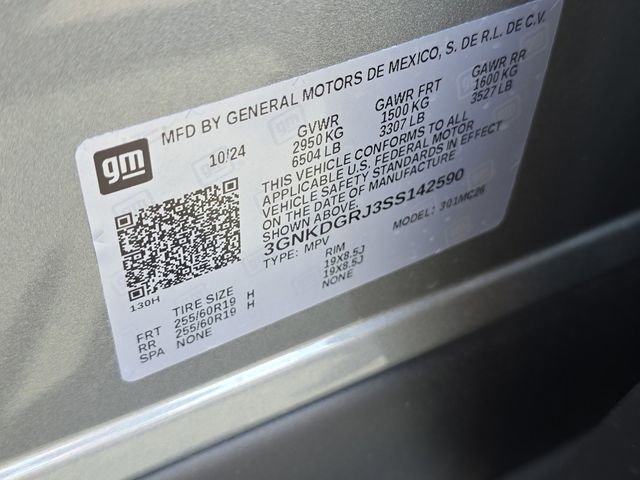 MFD BY GENERAL MOTORS DE MEXICO, S. DE R.L. DE C.V.
gm
10/24
GVWR GAWR FRT GAWR RR
2950 KG 1500 KG 1600 KG
6504 LB 3307 LB 3527 LB
THIS VEHICLE CONFORMS TO ALL
APPLICABLE U.S. FEDERAL MOTOR
VEHICLE SAFETY STANDARDS IN EFFECT
ON THE DATE OF MANUFACTURE
SHOWN ABOVE.
3GNKDGRJ3SS142590
TYPE: MPV MODEL: 301MC26
130H
TIRE SIZE RIM
FRT 255/60R19 H 19X8.5J
RR 255/60R19 H 19X8.5J
SPA NONE NONE